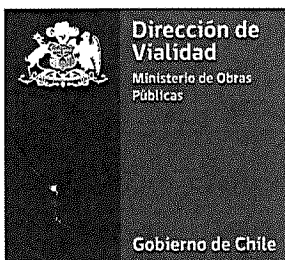 Dirección de
Vialidad
Ministerio de Obras
Públicas
Gobierno de Chile